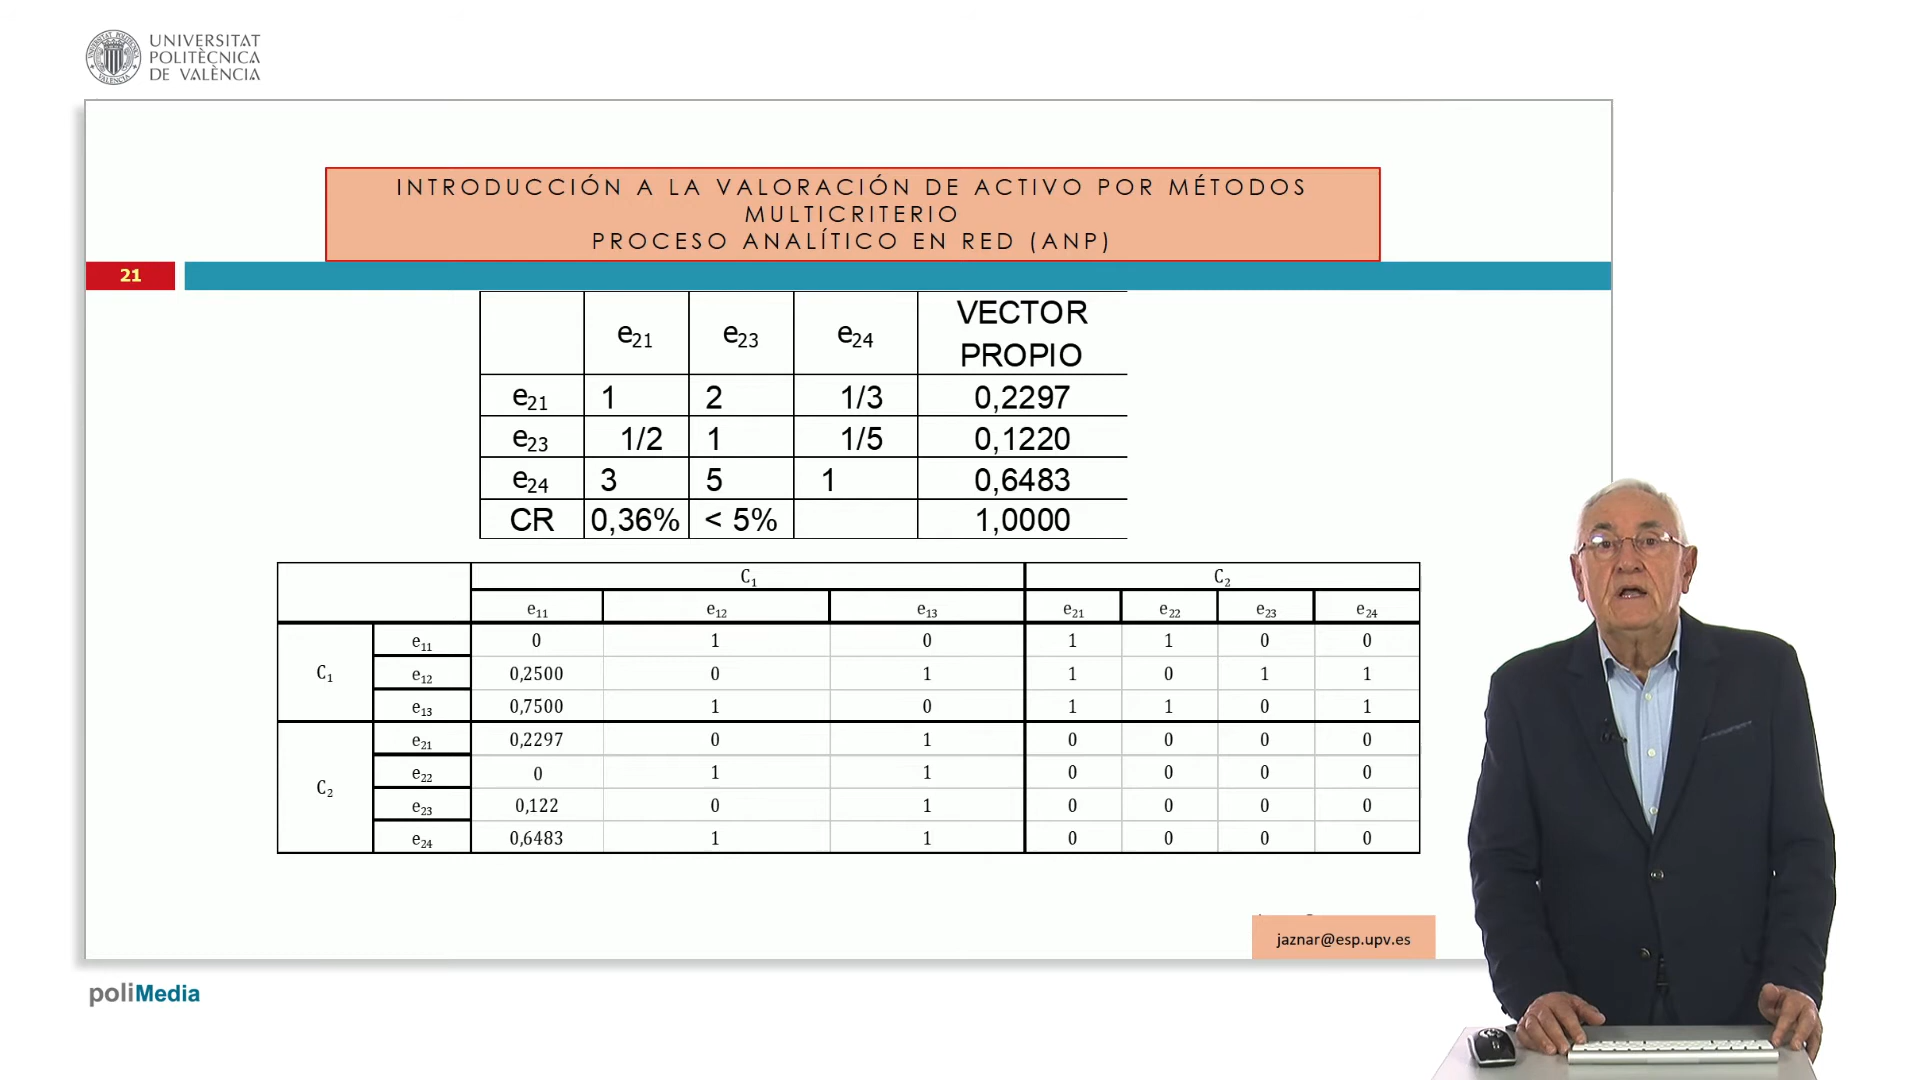 UNIVERSITAT
POLITÈCNICA
DE VALÈNCIA
INTRODUCCIÓN A LA VALORACIÓN DE ACTIVO POR MÉTODOS
MULTICRITERIO
PROCESO ANALÍTICO EN RED (ANP)
21
e21 e23 e24 VECTOR PROPIO
e21 1 2 1/3 0,2297
e23 1/2 1 1/5 0,1220
e24 3 5 1 0,6483
CR 0,36% < 5% 1,0000
C1 C2
e11 e12 e13 e21 e22 e23 e24
C1
e11 0 1 0 1 1 0 0
e12 0,2500 0 1 1 0 1 1
e13 0,7500 1 0 1 1 0 1
C2
e21 0,2297 0 1 0 0 0 0
e22 0 1 1 0 0 0 0
e23 0,122 0 1 0 0 0 0
e24 0,6483 1 1 0 0 0 0
jaznar@esp.upv.es
poliMedia